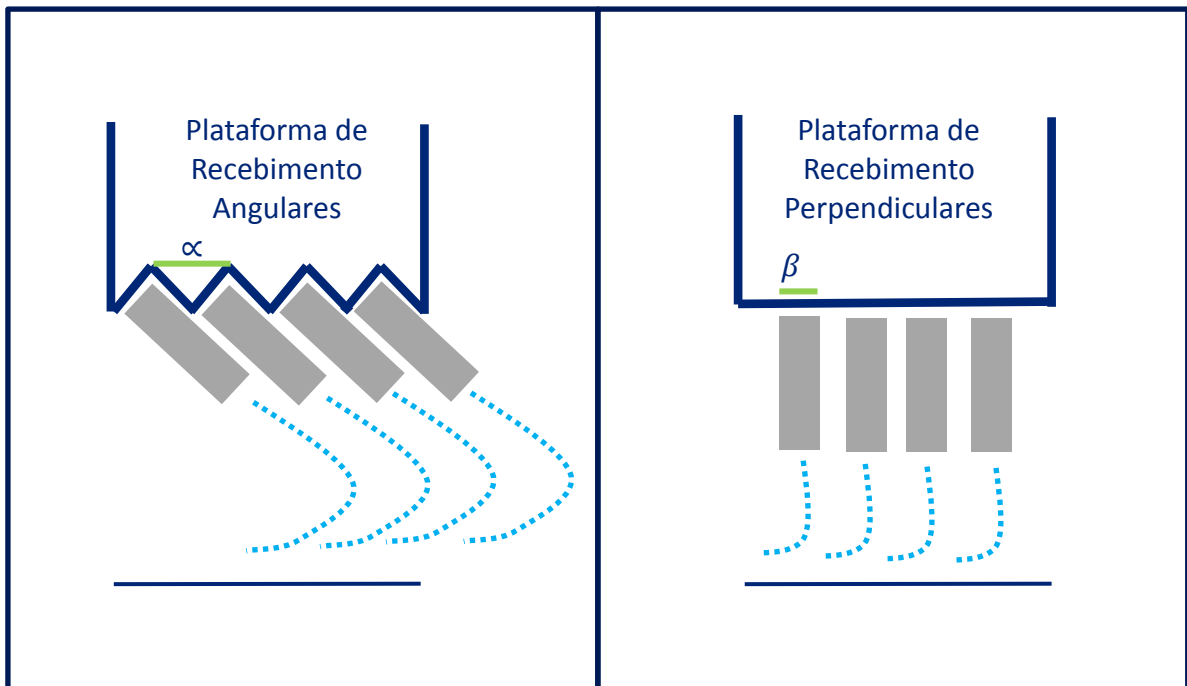 Plataforma de
Recebimento
Angulares
∝
Plataforma de
Recebimento
Perpendiculares
β